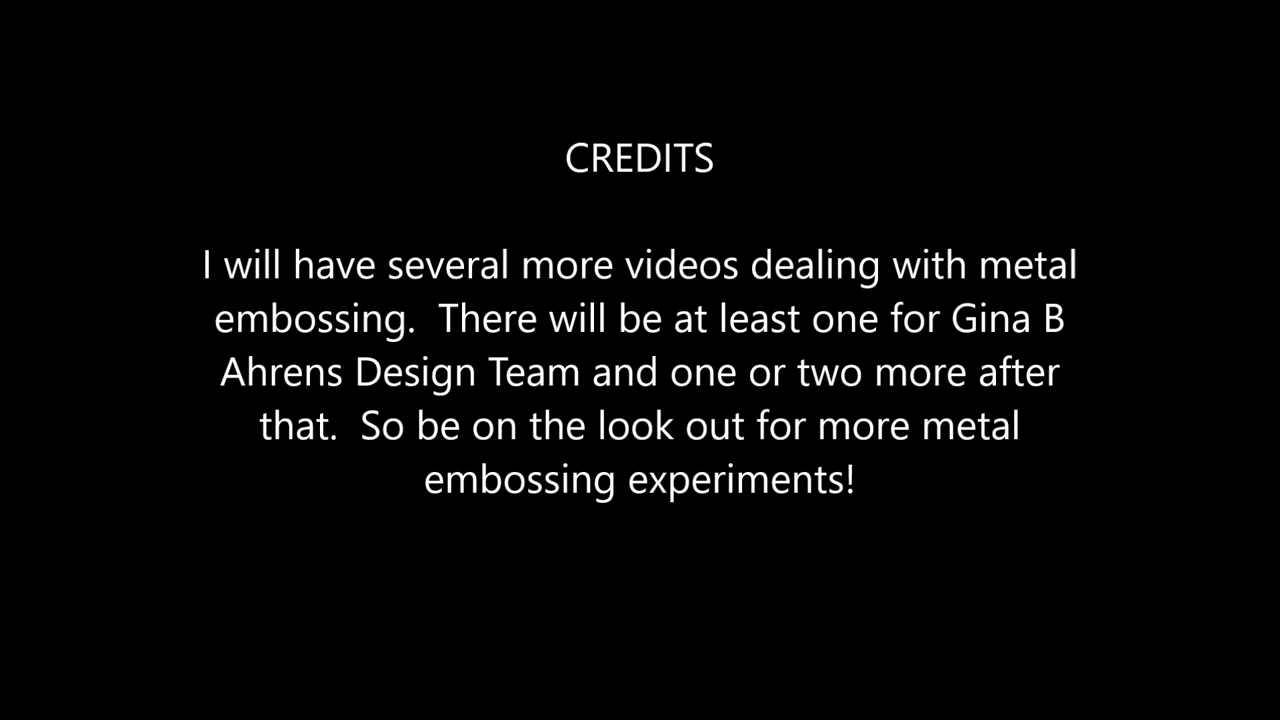 CREDITS
I will have several more videos dealing with metal
embossing.  There will be at least one for Gina B
Ahrens Design Team and one or two more after
that.  So be on the look out for more metal
embossing experiments!